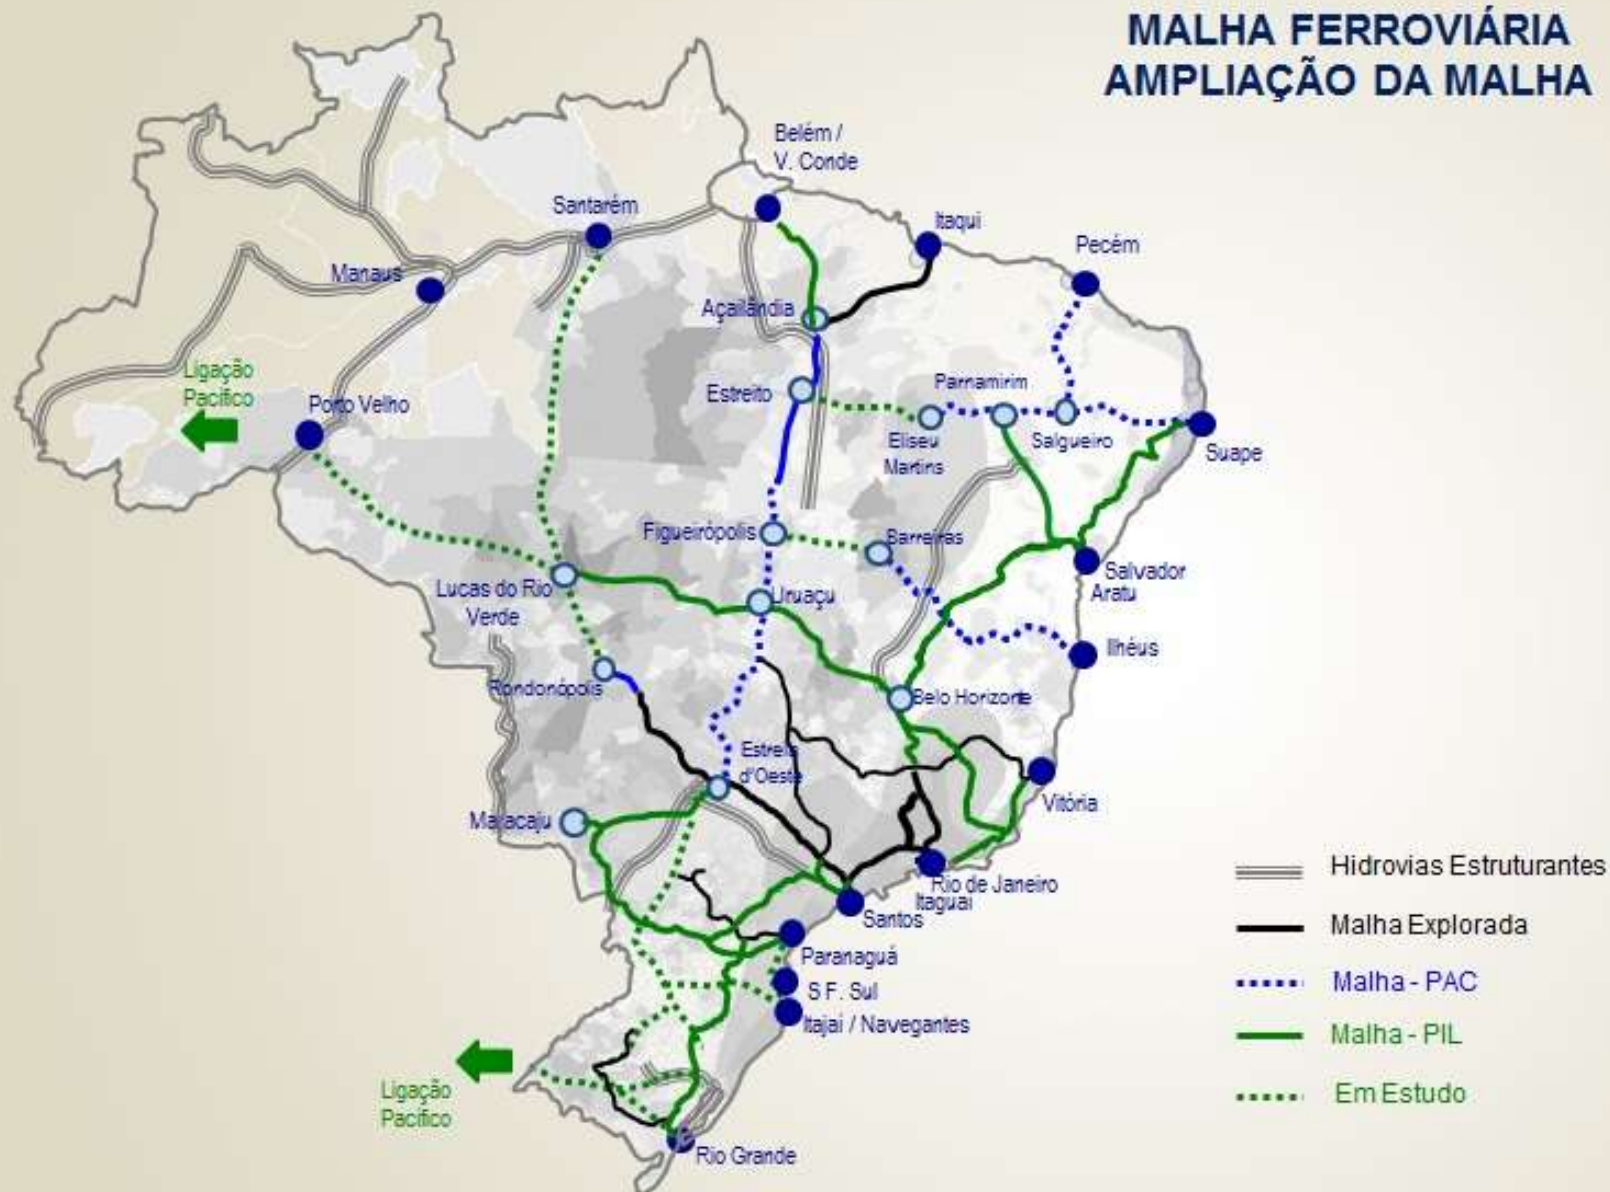 MALHA FERROVIÁRIA
AMPLIAÇÃO DA MALHA
Belém /
V. Conde
Santarém
Itaqui
Pecém
Manaus
Açailândia
Ligação
Pacífico
Porto Velho
Estreito
Parnamirim
Eliseu
Martins
Salgueiro
Suape
Figueirópolis
Barreiras
Lucas do Rio
Verde
Uruaçu
Salvador
Aratu
Ilhéus
Rondonópolis
Belo Horizonte
Estrela
d'Oeste
Maracaju
Vitória
Rio de Janeiro
Itaguaí
Santos
Paranaguá
S F. Sul
Itajaí / Navegantes
Ligação
Pacífico
Rio Grande
Hidrovias Estruturantes
Malha Explorada
Malha - PAC
Malha - PIL
Em Estudo